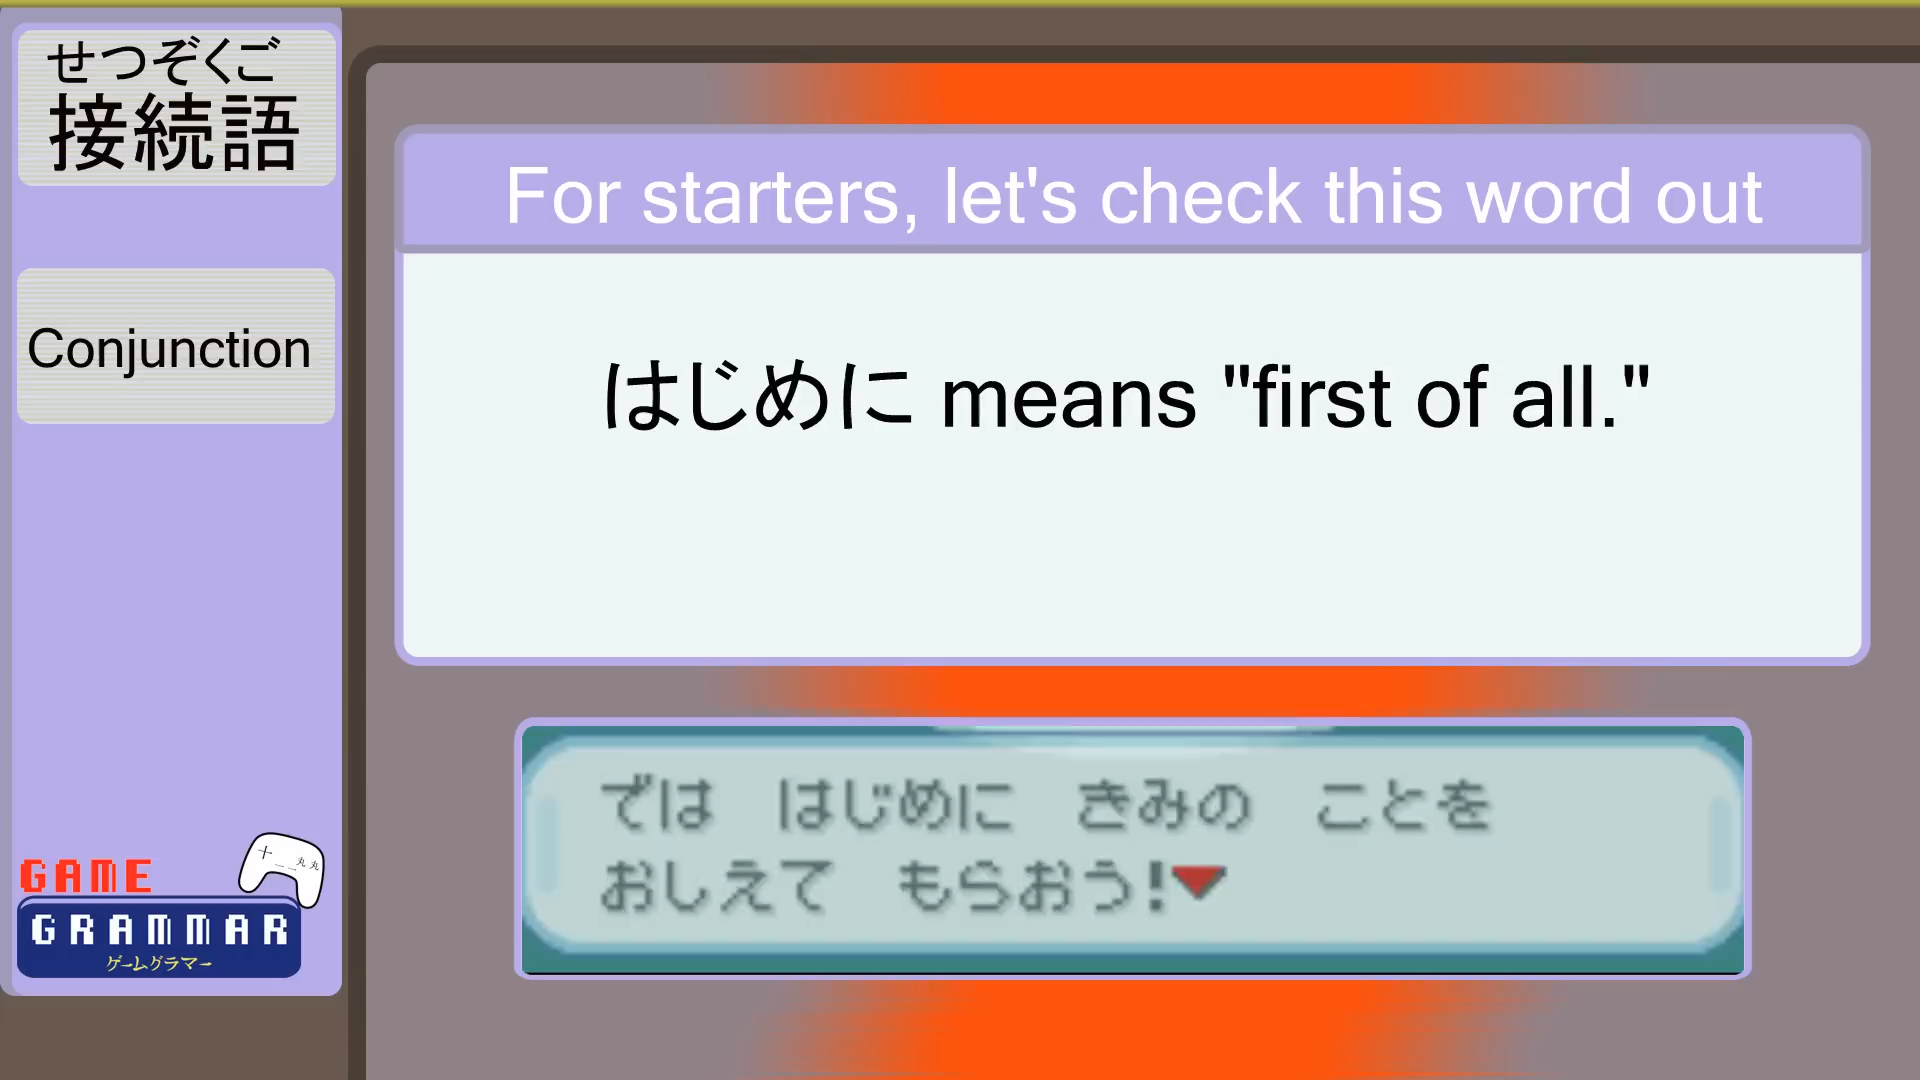 せつぞくご
接続語
Conjunction
For starters, let's check this word out
はじめに means "first of all."
では　はじめに　きみの　ことを
おしえて　もらおう!
GAME
GRAMMAR
ゲームグラマー